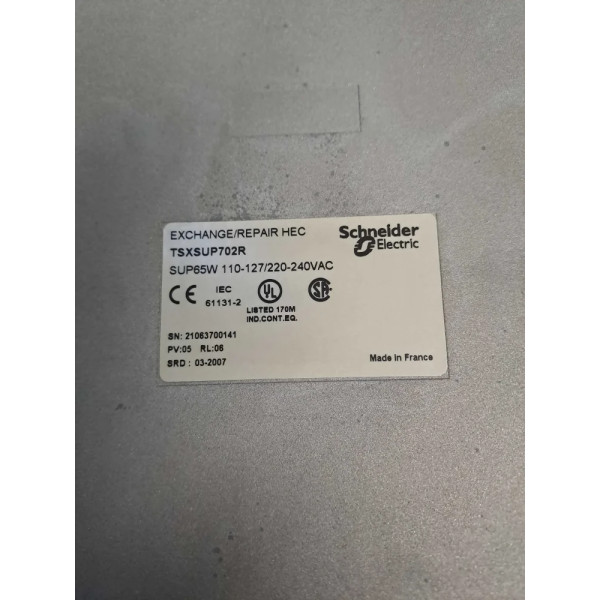 EXCHANGE/REPAIR HEC
TSXSUP702R
SUP65W 110-127/220-240VAC
Schneider
Electric
CE
IEC
61131-2
UL
LISTED 170M
IND.CONT.EQ.
SA
SN: 21063700141
PV:05 RL:06
SRD : 03-2007
Made in France